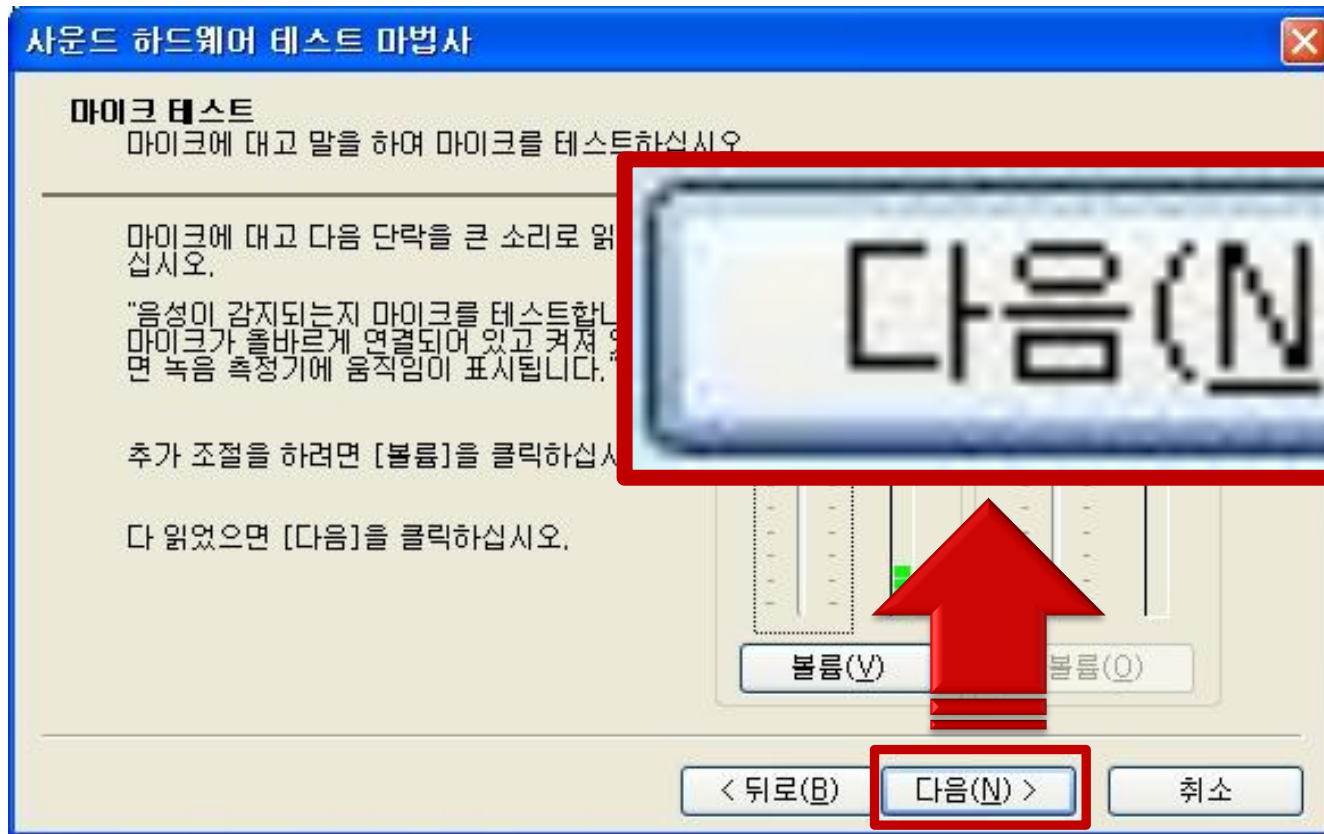 사운드 하드웨어 테스트 마법사
마이크 테스트
마이크에 대고 말을 하여 마이크를 테스트하십시오
마이크에 대고 다음 단락을 큰 소리로 읽
십시오.
"음성이 감지되는지 마이크를 테스트합니
마이크가 올바르게 연결되어 있고 켜져
면 녹음 측정기에 움직임이 표시됩니다."
추가 조절을 하려면 [볼륨]을 클릭하십시
다 읽었으면 [다음]을 클릭하십시오.
다음(N
볼륨(V)
볼륨(O)
< 뒤로(B)
다음(N) >
취소